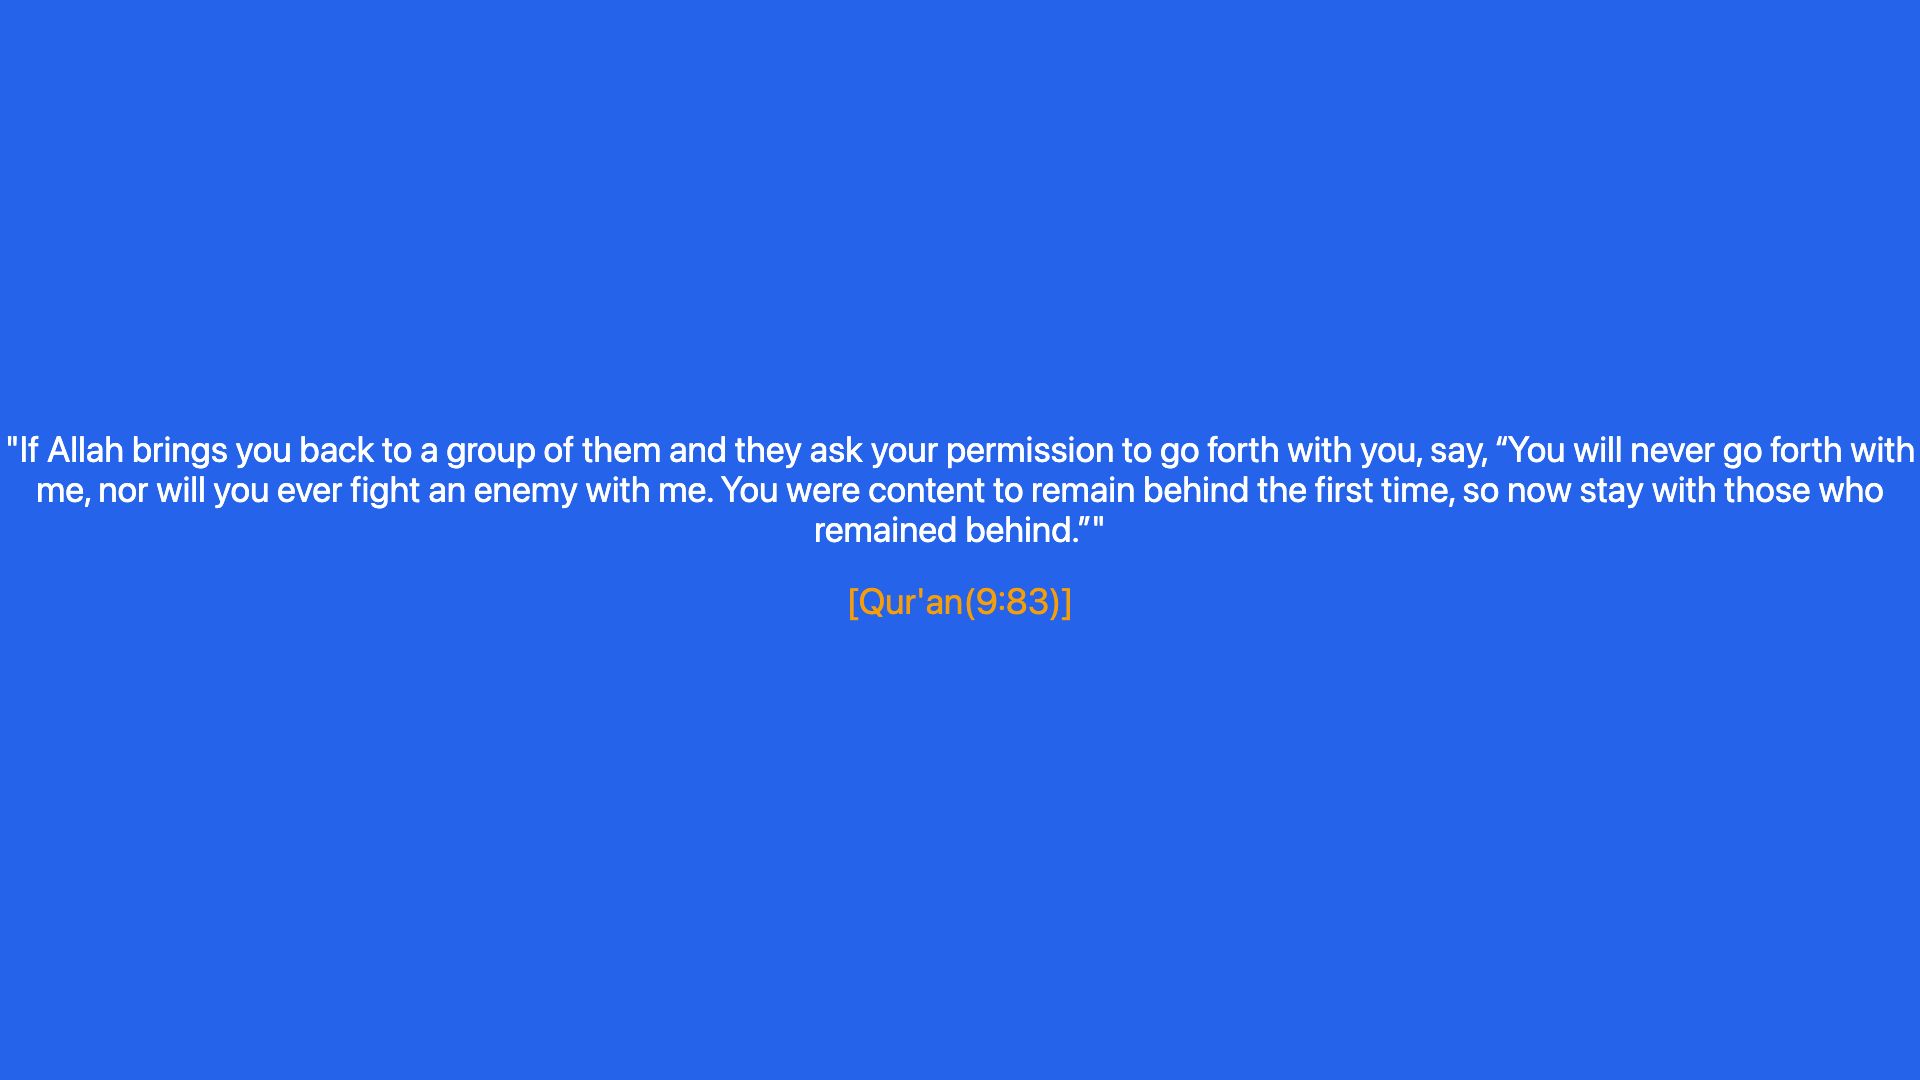 "If Allah brings you back to a group of them and they ask your permission to go forth with you, say, “You will never go forth with
me, nor will you ever fight an enemy with me. You were content to remain behind the first time, so now stay with those who
remained behind.”"
[Qur'an(9:83)]